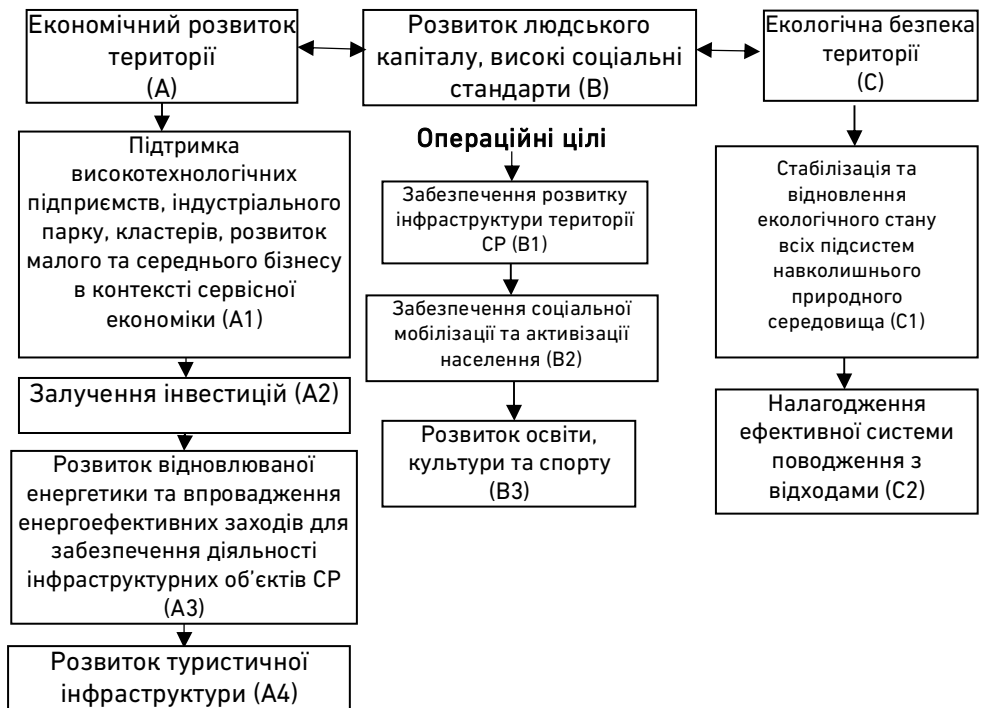 Економічний розвиток
території
(А)
Розвиток людського
капіталу, високі соціальні
стандарти (В)
Екологічна безпека
території
(С)
Операційні цілі
Підтримка
високотехнологічних
підприємств, індустріального
парку, кластерів, розвиток
малого та середнього бізнесу
в контексті сервісної
економіки (А1)
Залучення інвестицій (А2)
Розвиток відновлюваної
енергетики та впровадження
енергоефективних заходів для
забезпечення діяльності
інфраструктурних об’єктів СР
(А3)
Розвиток туристичної
інфраструктури (А4)
Забезпечення розвитку
інфраструктури території
СР (В1)
Забезпечення соціальної
мобілізації та активізації
населення (В2)
Розвиток освіти,
культури та спорту
(В3)
Стабілізація та
відновлення
екологічного стану
всіх підсистем
навколишнього
природного
середовища (С1)
Налагодження
ефективної системи
поводження з
відходами (С2)